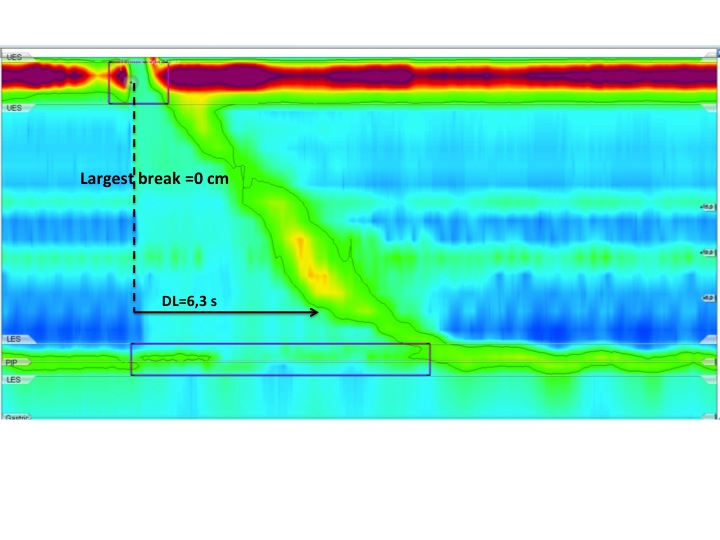 UES
UES
Largest break =0 cm
DL=6,3 s
LES
PIP
LES
Gastric